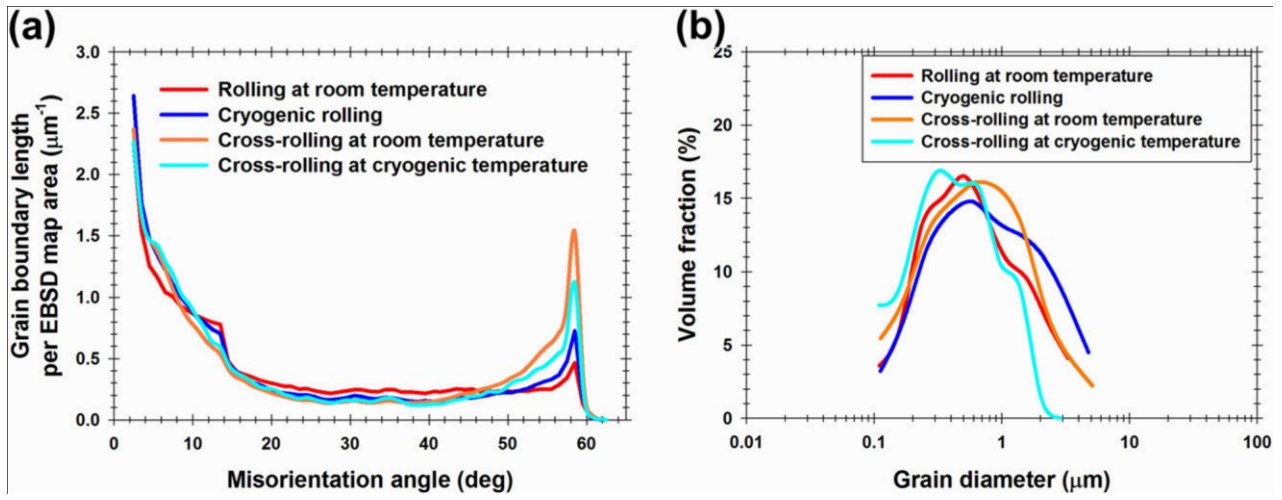 (a)
3.0
2.5
2.0
1.5
1.0
0.5
0.0
Grain boundary length
per EBSD map area (μm⁻¹)
Rolling at room temperature
Cryogenic rolling
Cross-rolling at room temperature
Cross-rolling at cryogenic temperature
0 10 20 30 40 50 60
Misorientation angle (deg)
(b)
25
20
15
10
5
0
Volume fraction (%)
Rolling at room temperature
Cryogenic rolling
Cross-rolling at room temperature
Cross-rolling at cryogenic temperature
0.01 0.1 1 10 100
Grain diameter (μm)